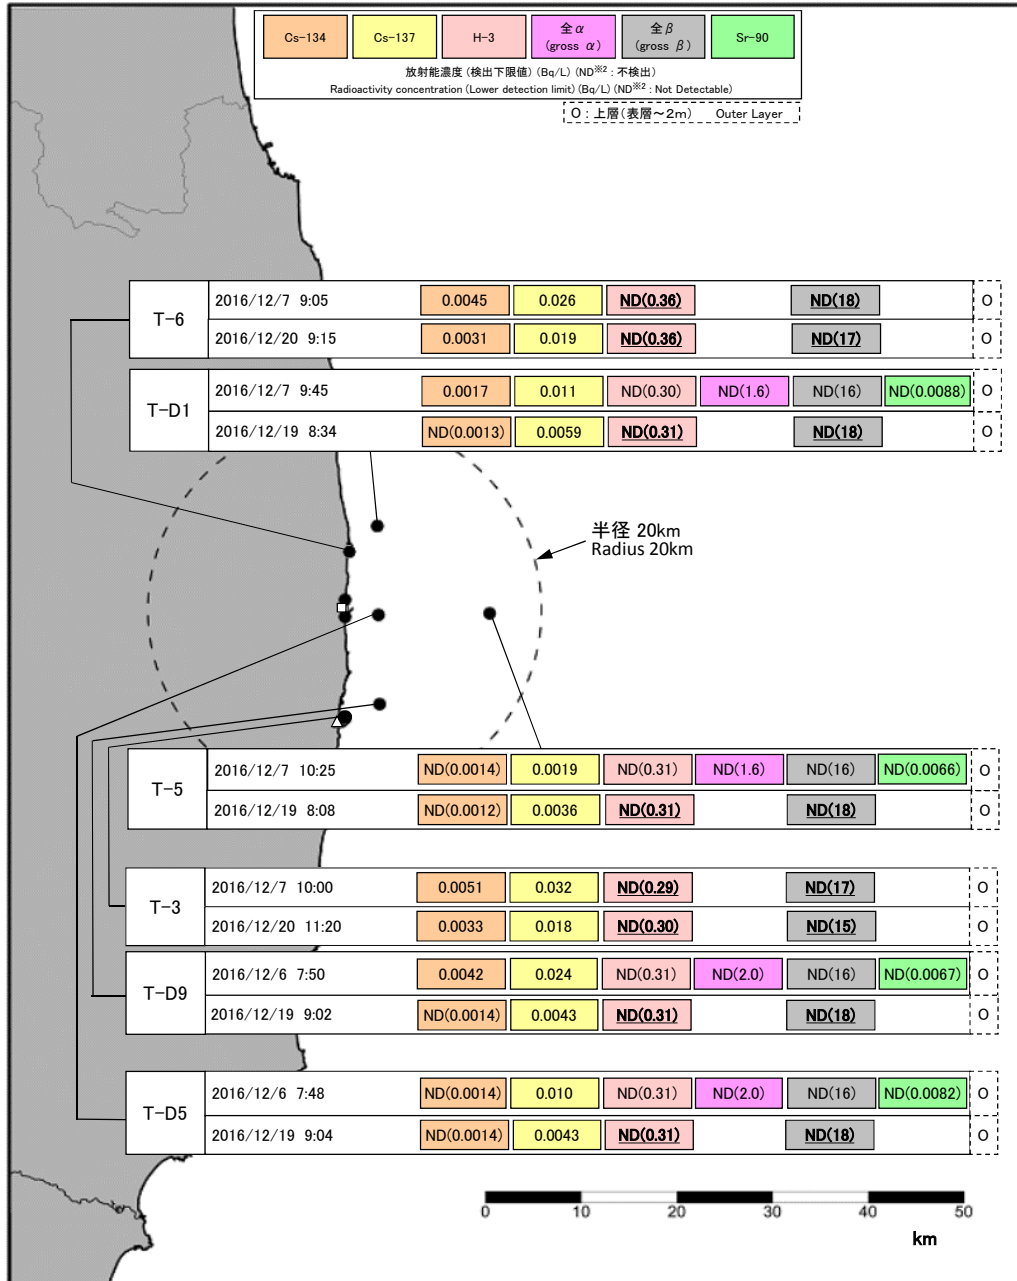 Cs-134 Cs-137 H-3 全α (gross α) 全β (gross β) Sr-90
放射能濃度 (検出下限値) (Bq/L) (ND※2 : 不検出)
Radioactivity concentration (Lower detection limit) (Bq/L) (ND※2 : Not Detectable)
O : 上層(表層～2m) Outer Layer
T-6
2016/12/7 9:05 0.0045 0.026 ND(0.36) ND(18) O
2016/12/20 9:15 0.0031 0.019 ND(0.36) ND(17) O
T-D1
2016/12/7 9:45 0.0017 0.011 ND(0.30) ND(1.6) ND(16) ND(0.0088) O
2016/12/19 8:34 ND(0.0013) 0.0059 ND(0.31) ND(18) O
半径 20km
Radius 20km
T-5
2016/12/7 10:25 ND(0.0014) 0.0019 ND(0.31) ND(1.6) ND(16) ND(0.0066) O
2016/12/19 8:08 ND(0.0012) 0.0036 ND(0.31) ND(18) O
T-3
2016/12/7 10:00 0.0051 0.032 ND(0.29) ND(17) O
2016/12/20 11:20 0.0033 0.018 ND(0.30) ND(15) O
T-D9
2016/12/6 7:50 0.0042 0.024 ND(0.31) ND(2.0) ND(16) ND(0.0067) O
2016/12/19 9:02 ND(0.0014) 0.0043 ND(0.31) ND(18) O
T-D5
2016/12/6 7:48 ND(0.0014) 0.010 ND(0.31) ND(2.0) ND(16) ND(0.0082) O
2016/12/19 9:04 ND(0.0014) 0.0043 ND(0.31) ND(18) O
0 10 20 30 40 50
km